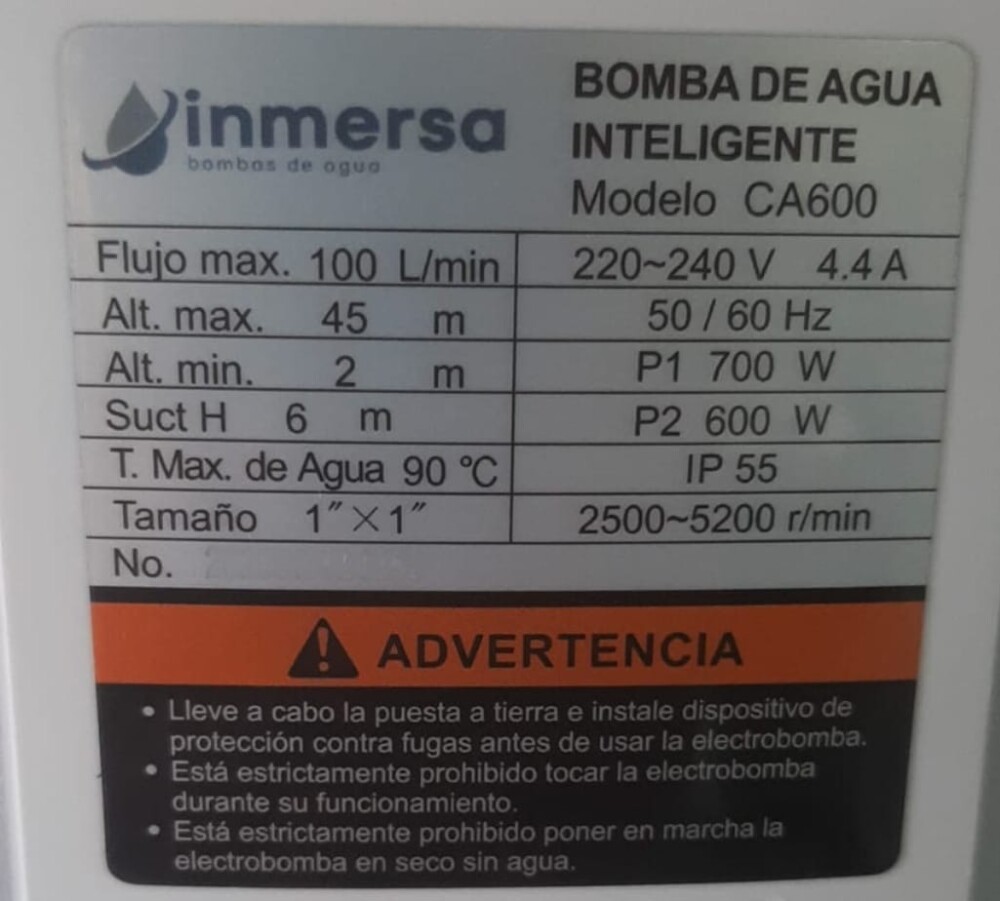 inmersa
bombas de agua
BOMBA DE AGUA
INTELIGENTE
Modelo CA600
Flujo max. 100 L/min
220~240 V 4.4 A
Alt. max. 45 m
50 / 60 Hz
Alt. min. 2 m
P1 700 W
Suct H 6 m
P2 600 W
T. Max. de Agua 90 °C
IP 55
Tamaño 1″×1″
2500~5200 r/min
No.
ADVERTENCIA
• Lleve a cabo la puesta a tierra e instale dispositivo de
protección contra fugas antes de usar la electrobomba.
• Está estrictamente prohibido tocar la electrobomba
durante su funcionamiento.
• Está estrictamente prohibido poner en marcha la
electrobomba en seco sin agua.